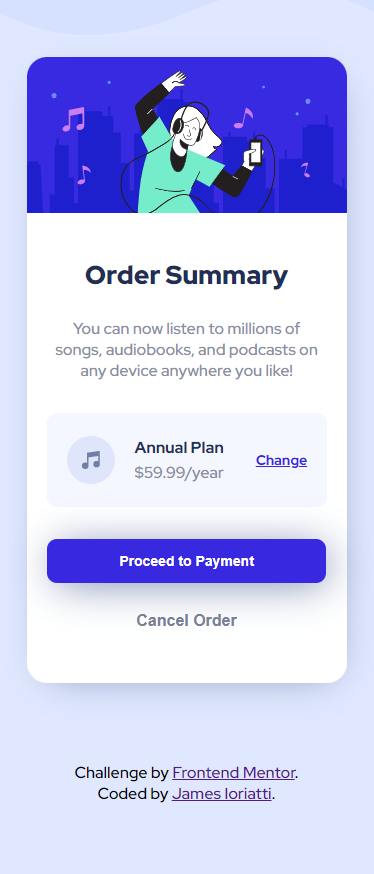 Order Summary
You can now listen to millions of
songs, audiobooks, and podcasts on
any device anywhere you like!
Annual Plan
$59.99/year
Change
Proceed to Payment
Cancel Order
Challenge by Frontend Mentor.
Coded by James Ioriatti.